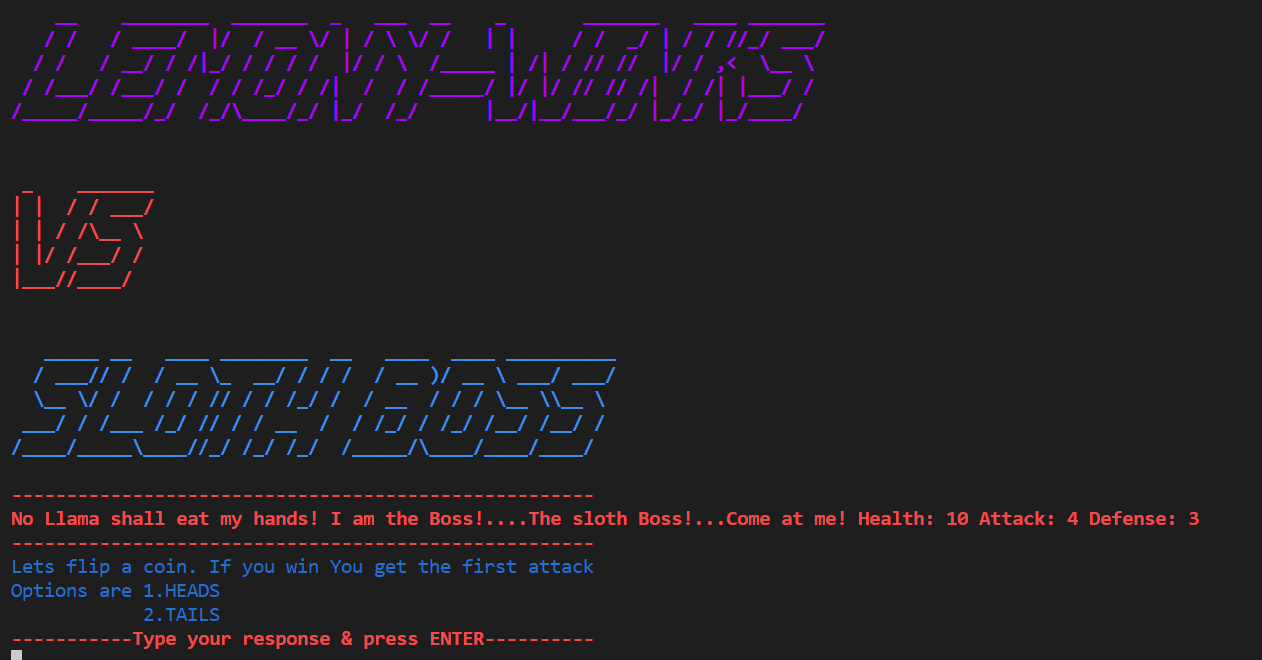 LEMONY-WINKS
VS
SLOTH BOSS
-----------------------------------------------------
No Llama shall eat my hands! I am the Boss!....The sloth Boss!...Come at me! Health: 10 Attack: 4 Defense: 3
-----------------------------------------------------
Lets flip a coin. If you win You get the first attack
Options are 1.HEADS
2.TAILS
-----------Type your response & press ENTER----------